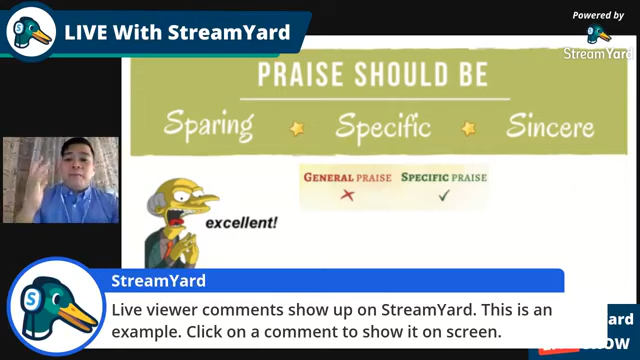 LIVE With StreamYard
Powered by
StreamYard
PRAISE SHOULD BE
Sparing Specific Sincere
GENERAL PRAISE SPECIFIC PRAISE
excellent!
StreamYard
Live viewer comments show up on StreamYard. This is an
example. Click on a comment to show it on screen.